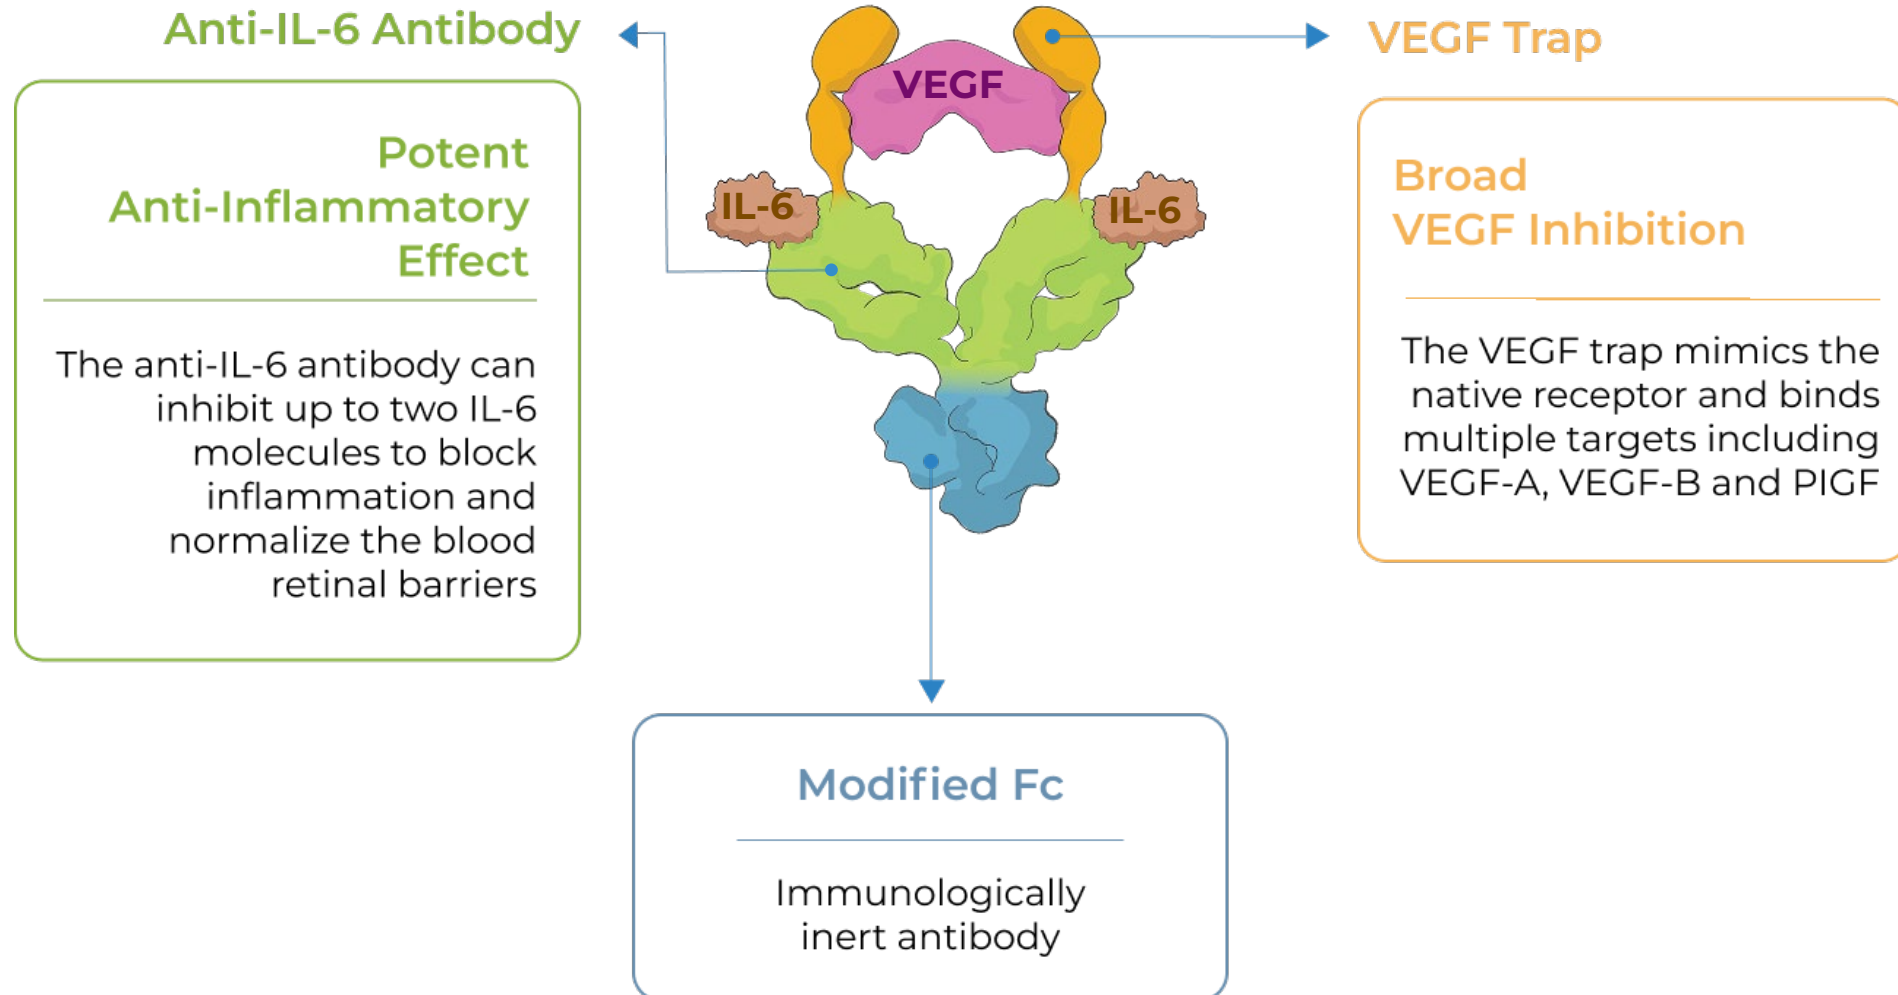 Anti-IL-6 Antibody
Potent
Anti-Inflammatory
Effect
The anti-IL-6 antibody can
inhibit up to two IL-6
molecules to block
inflammation and
normalize the blood
retinal barriers
VEGF
IL-6
IL-6
VEGF Trap
Broad
VEGF Inhibition
The VEGF trap mimics the
native receptor and binds
multiple targets including
VEGF-A, VEGF-B and PIGF
Modified Fc
Immunologically
inert antibody